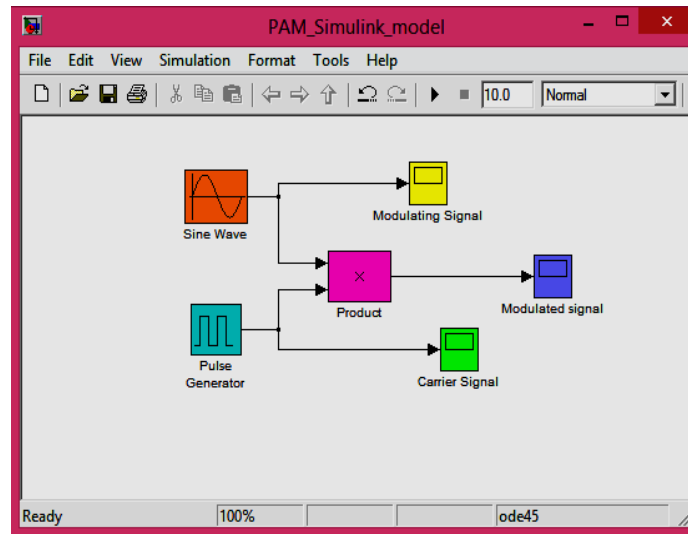 PAM_Simulink_model
File Edit View Simulation Format Tools Help
10.0 Normal
Sine Wave
Modulating Signal
×
Product
Modulated signal
Pulse
Generator
Carrier Signal
Ready 100% ode45